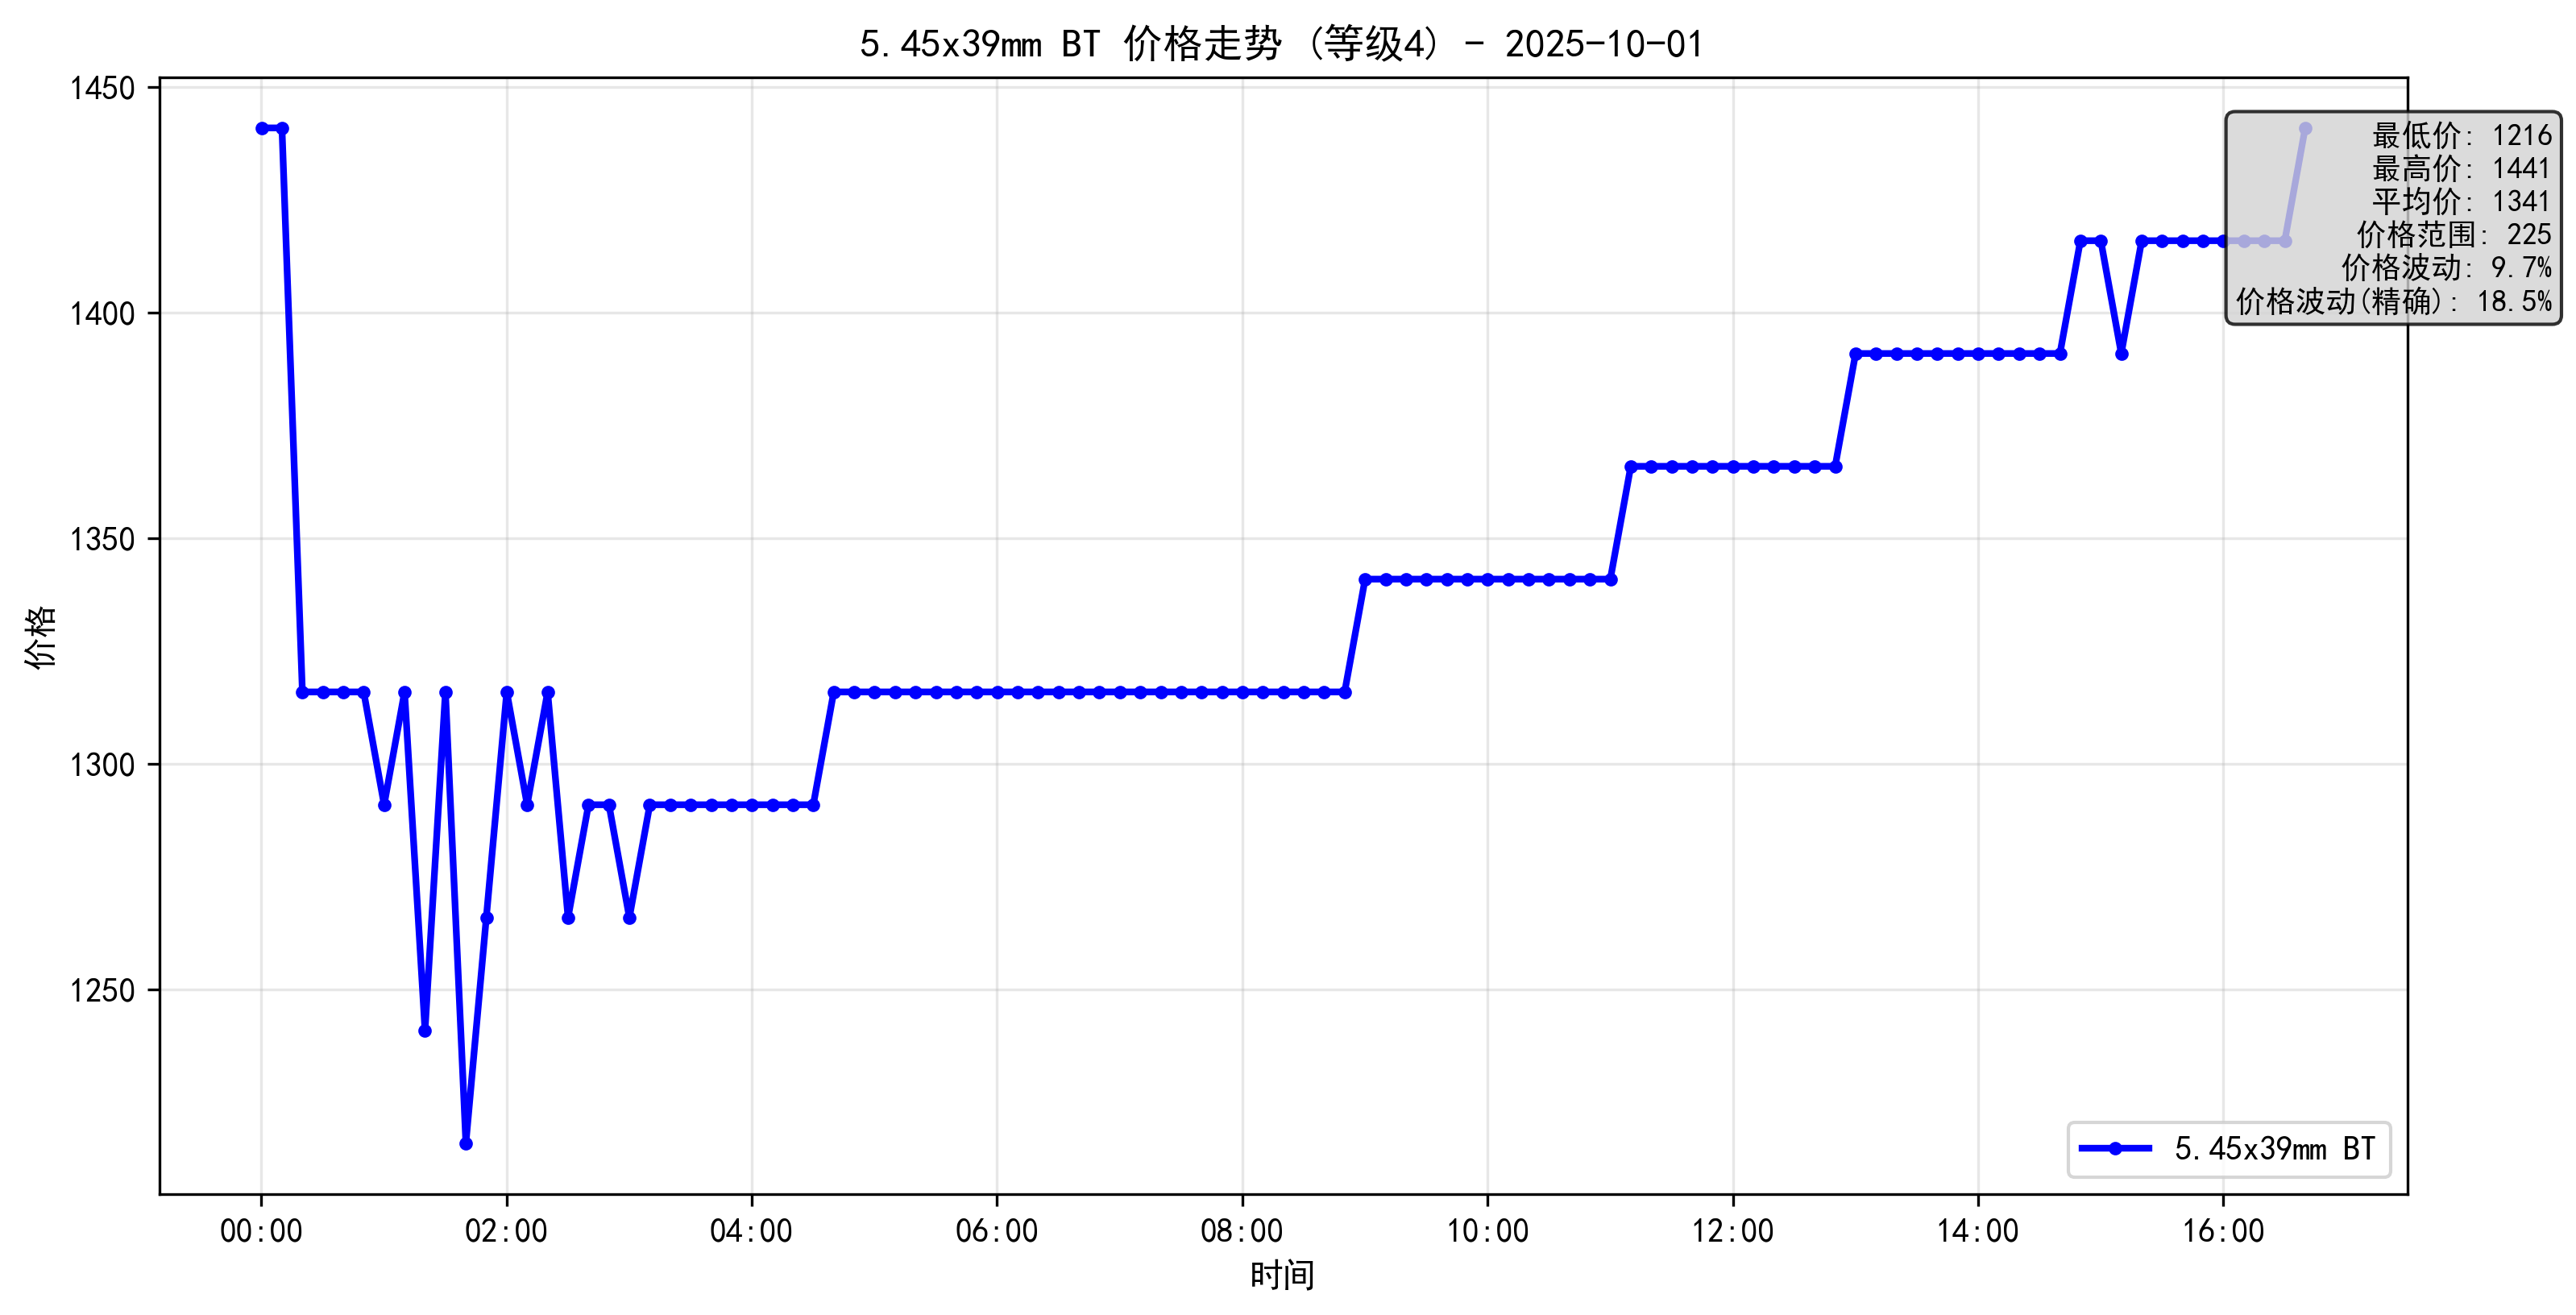 5.45x39mm BT 价格走势 (等级4) - 2025-10-01
1450
1400
1350
1300
1250
价格
最低价: 1216
最高价: 1441
平均价: 1341
价格范围: 225
价格波动: 9.7%
价格波动(精确): 18.5%
5.45x39mm BT
00:00 02:00 04:00 06:00 08:00 10:00 12:00 14:00 16:00
时间